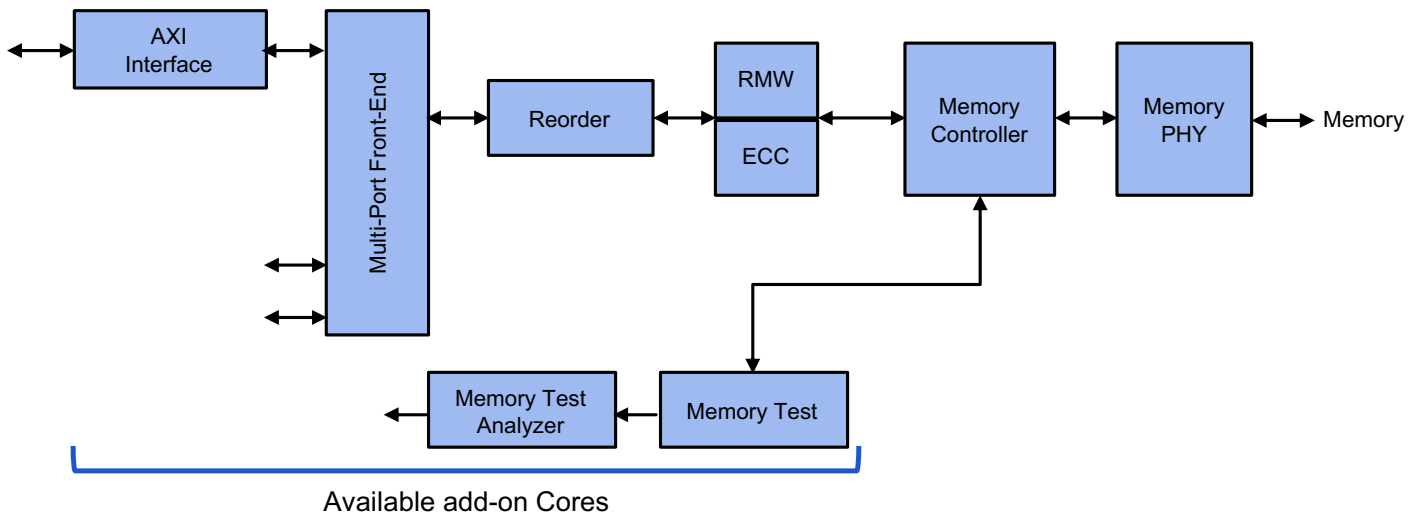 AXI
Interface
Multi-Port Front-End
Reorder
RMW
ECC
Memory
Controller
Memory
PHY
Memory
Memory Test
Analyzer
Memory Test
Available add-on Cores